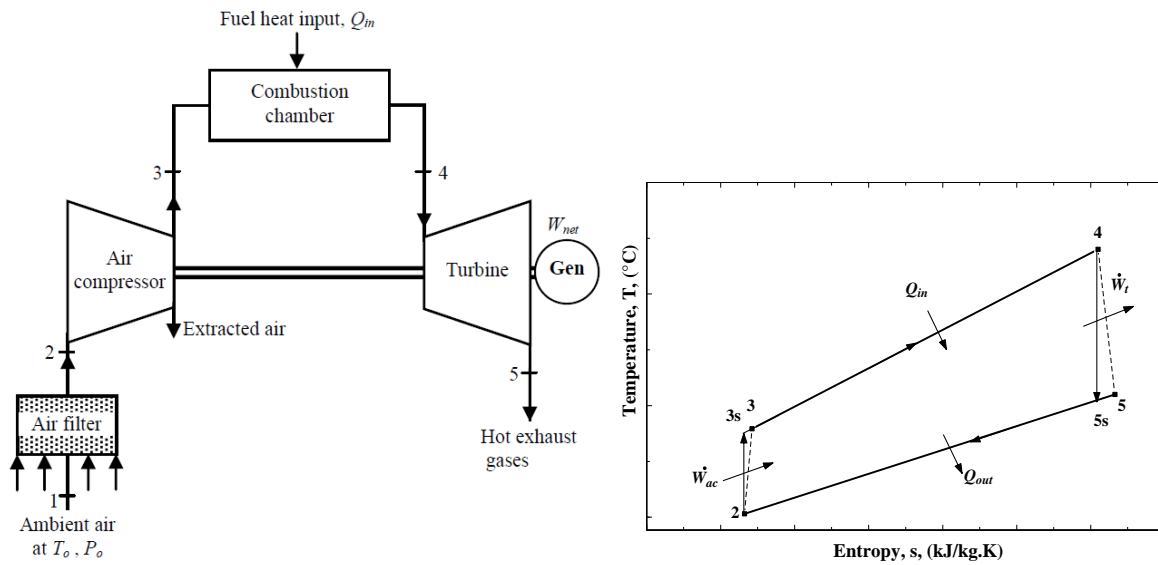 Fuel heat input, Qin
Combustion
chamber
3
4
Wnet
Air
compressor
Turbine
Gen
Extracted air
2
5
Air filter
Hot exhaust
gases
1
Ambient air
at To , Po
Temperature, T, (°C)
4
Ẇt
Qin
3s
3
5
5s
Ẇac
Qout
2
Entropy, s, (kJ/kg.K)